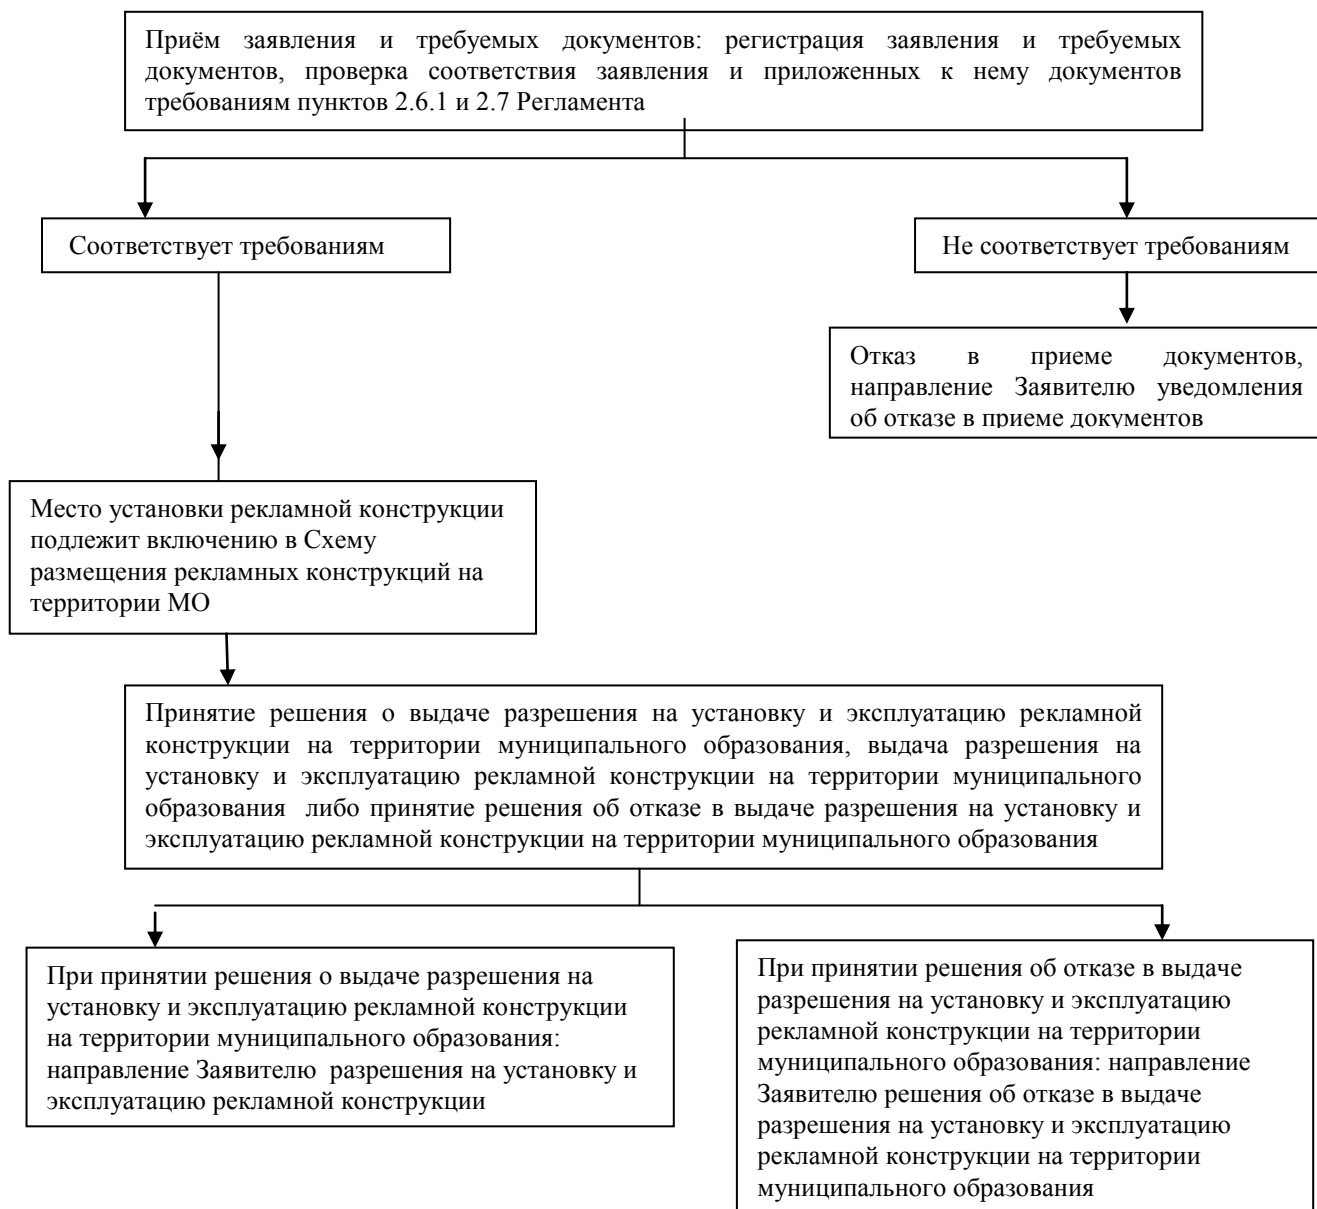 Приём заявления и требуемых документов: регистрация заявления и требуемых
документов, проверка соответствия заявления и приложенных к нему документов
требованиям пунктов 2.6.1 и 2.7 Регламента
Соответствует требованиям
Не соответствует требованиям
Отказ в приеме документов,
направление Заявителю уведомления
об отказе в приеме документов
Место установки рекламной конструкции
подлежит включению в Схему
размещения рекламных конструкций на
территории МО
Принятие решения о выдаче разрешения на установку и эксплуатацию рекламной
конструкции на территории муниципального образования, выдача разрешения на
установку и эксплуатацию рекламной конструкции на территории муниципального
образования либо принятие решения об отказе в выдаче разрешения на установку и
эксплуатацию рекламной конструкции на территории муниципального образования
При принятии решения о выдаче разрешения на
установку и эксплуатацию рекламной конструкции
на территории муниципального образования:
направление Заявителю разрешения на установку и
эксплуатацию рекламной конструкции
При принятии решения об отказе в выдаче
разрешения на установку и эксплуатацию
рекламной конструкции на территории
муниципального образования: направление
Заявителю решения об отказе в выдаче
разрешения на установку и эксплуатацию
рекламной конструкции на территории
муниципального образования